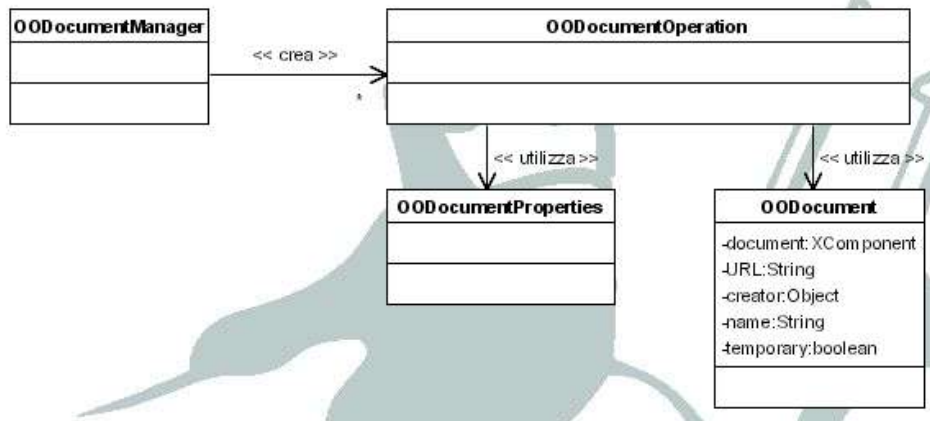 OODocumentManager
OODocumentOperation
<< crea >>
*
<< utilizza >>
<< utilizza >>
OODocumentProperties
OODocument
-document:XComponent
-URL:String
-creator:Object
-name:String
-temporary:boolean